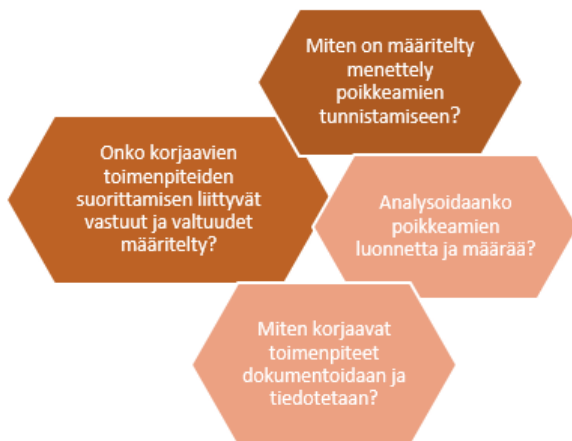 Miten on määritelty
menettely
poikkeamien
tunnistamiseen?
Onko korjaavien
toimenpiteiden
suorittamisen liittyvät
vastuut ja valtuudet
määritelty?
Analysoidaanko
poikkeamien
luonnetta ja määrää?
Miten korjaavat
toimenpiteet
dokumentoidaan ja
tiedotetaan?